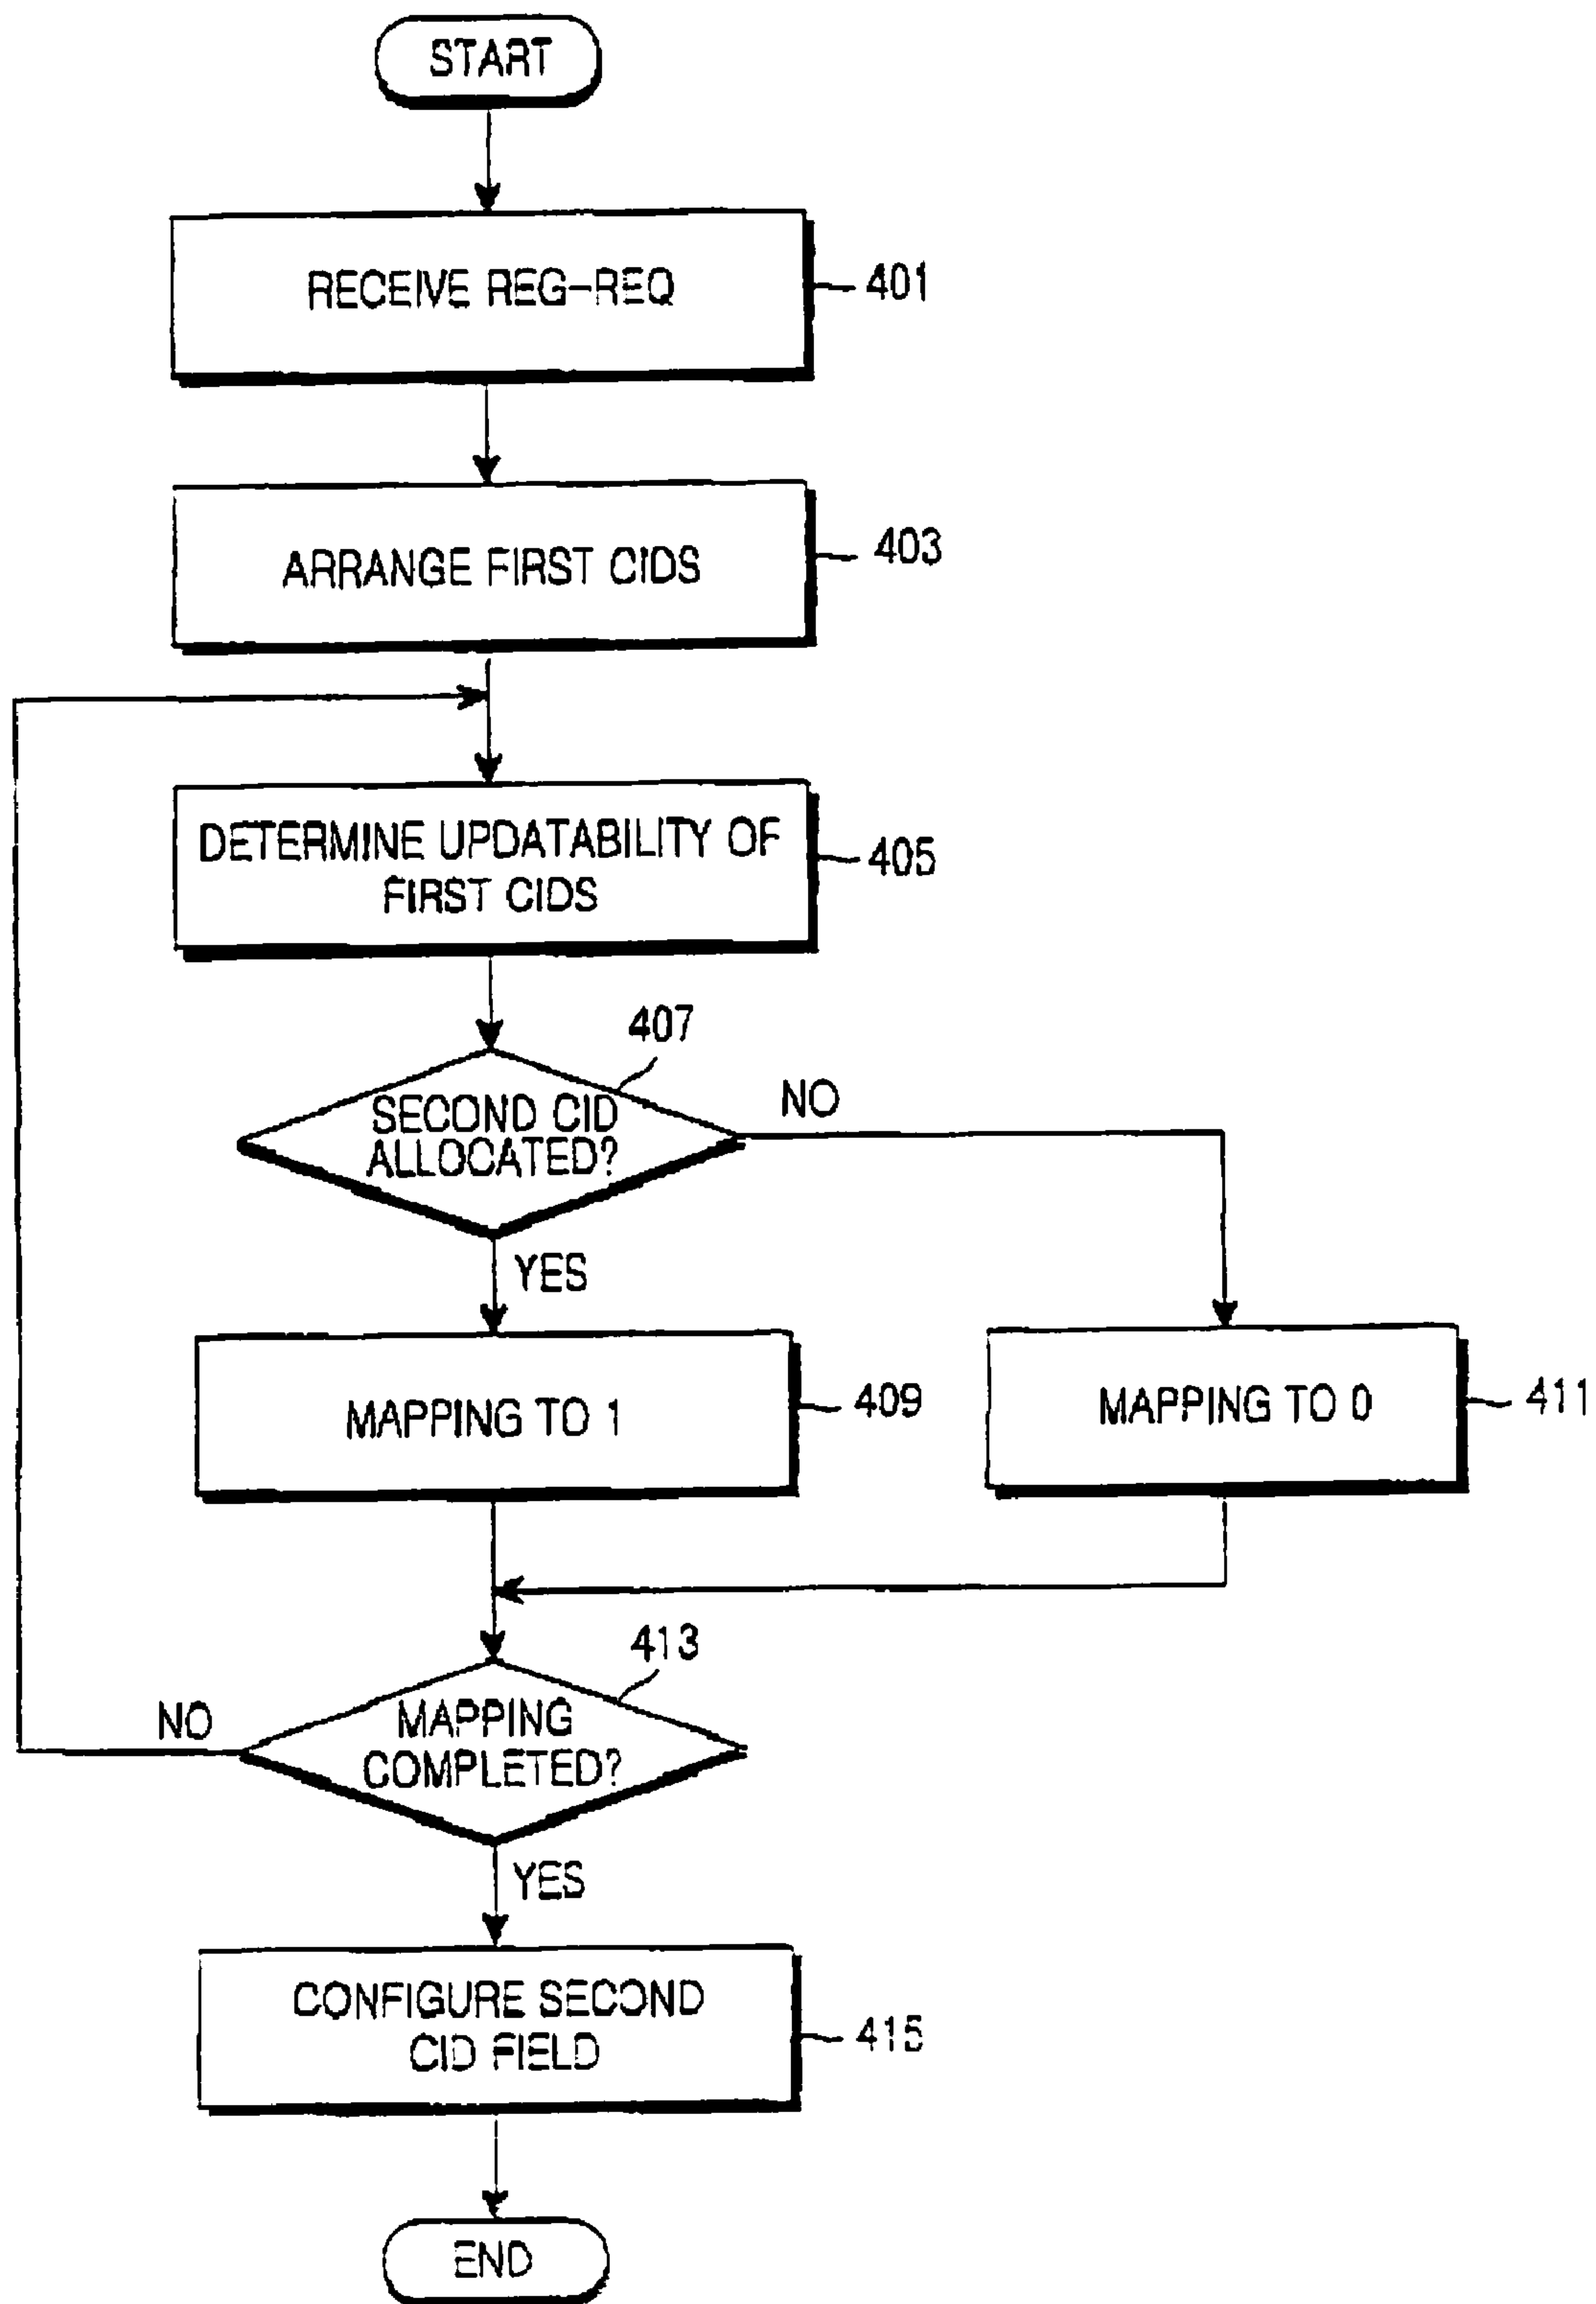 START
RECEIVE REG-REQ
401
ARRANGE FIRST CIDS
403
DETERMINE UPDATABILITY OF
FIRST CIDS
405
407
SECOND CID
ALLOCATED?
NO
YES
MAPPING TO 1
409
MAPPING TO 0
411
413
MAPPING
COMPLETED?
NO
YES
CONFIGURE SECOND
CID FIELD
415
END